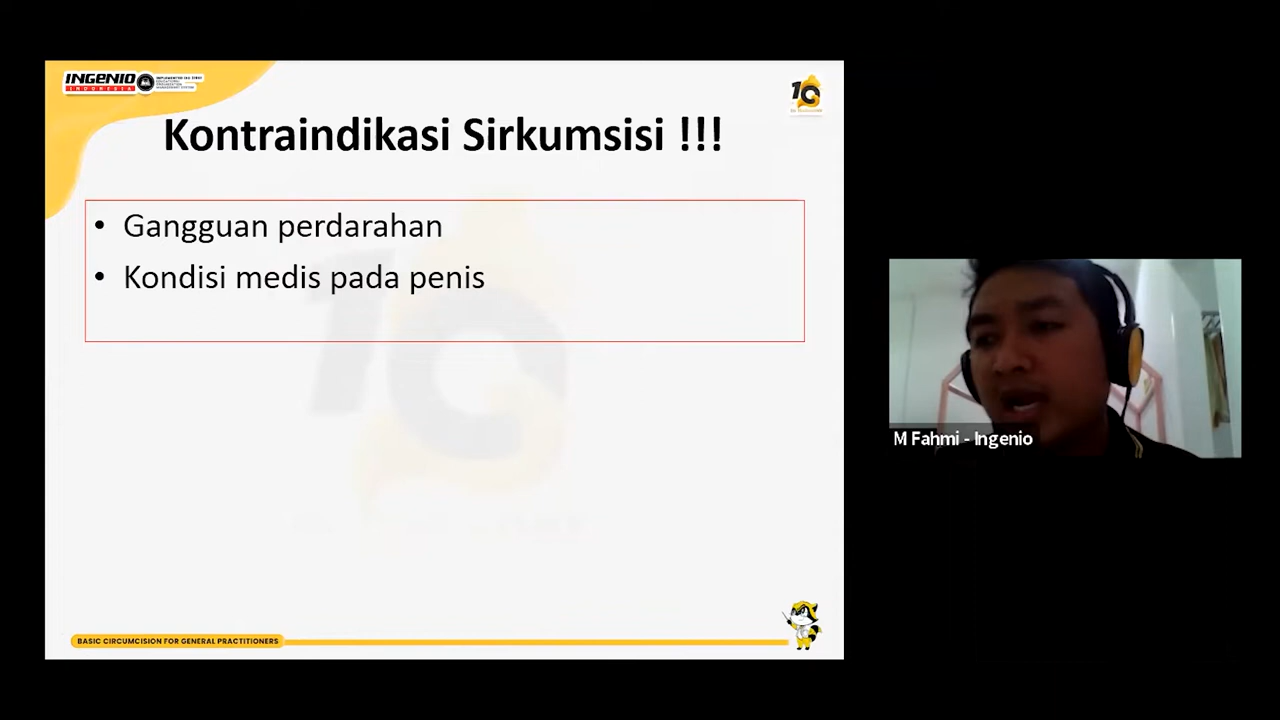 INGENIO
INDONESIA
Kontraindikasi Sirkumsisi !!!
• Gangguan perdarahan
• Kondisi medis pada penis
M Fahmi - Ingenio
BASIC CIRCUMCISION FOR GENERAL PRACTITIONERS